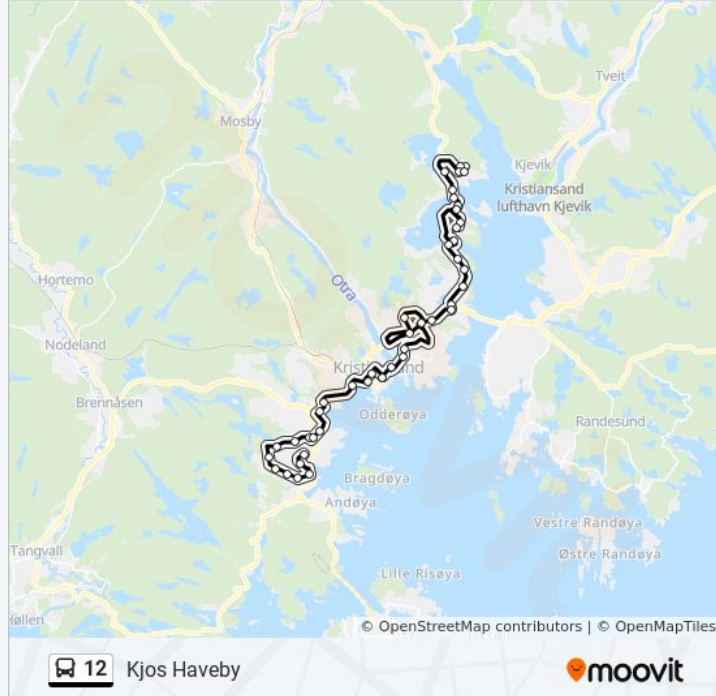 Tveit
Mosby
Kjevik
Kristiansand
lufthavn Kjevik
Otra
Hortemo
Nodeland
Kristiansand
Brennåsen
Odderøya
Randesund
Bragdøya
Andøya
Vestre Randøya
Tangvall
Østre Randøya
Lille Risøya
Hølleri
© OpenStreetMap contributors | © OpenMapTiles
12 Kjos Haveby
moovit